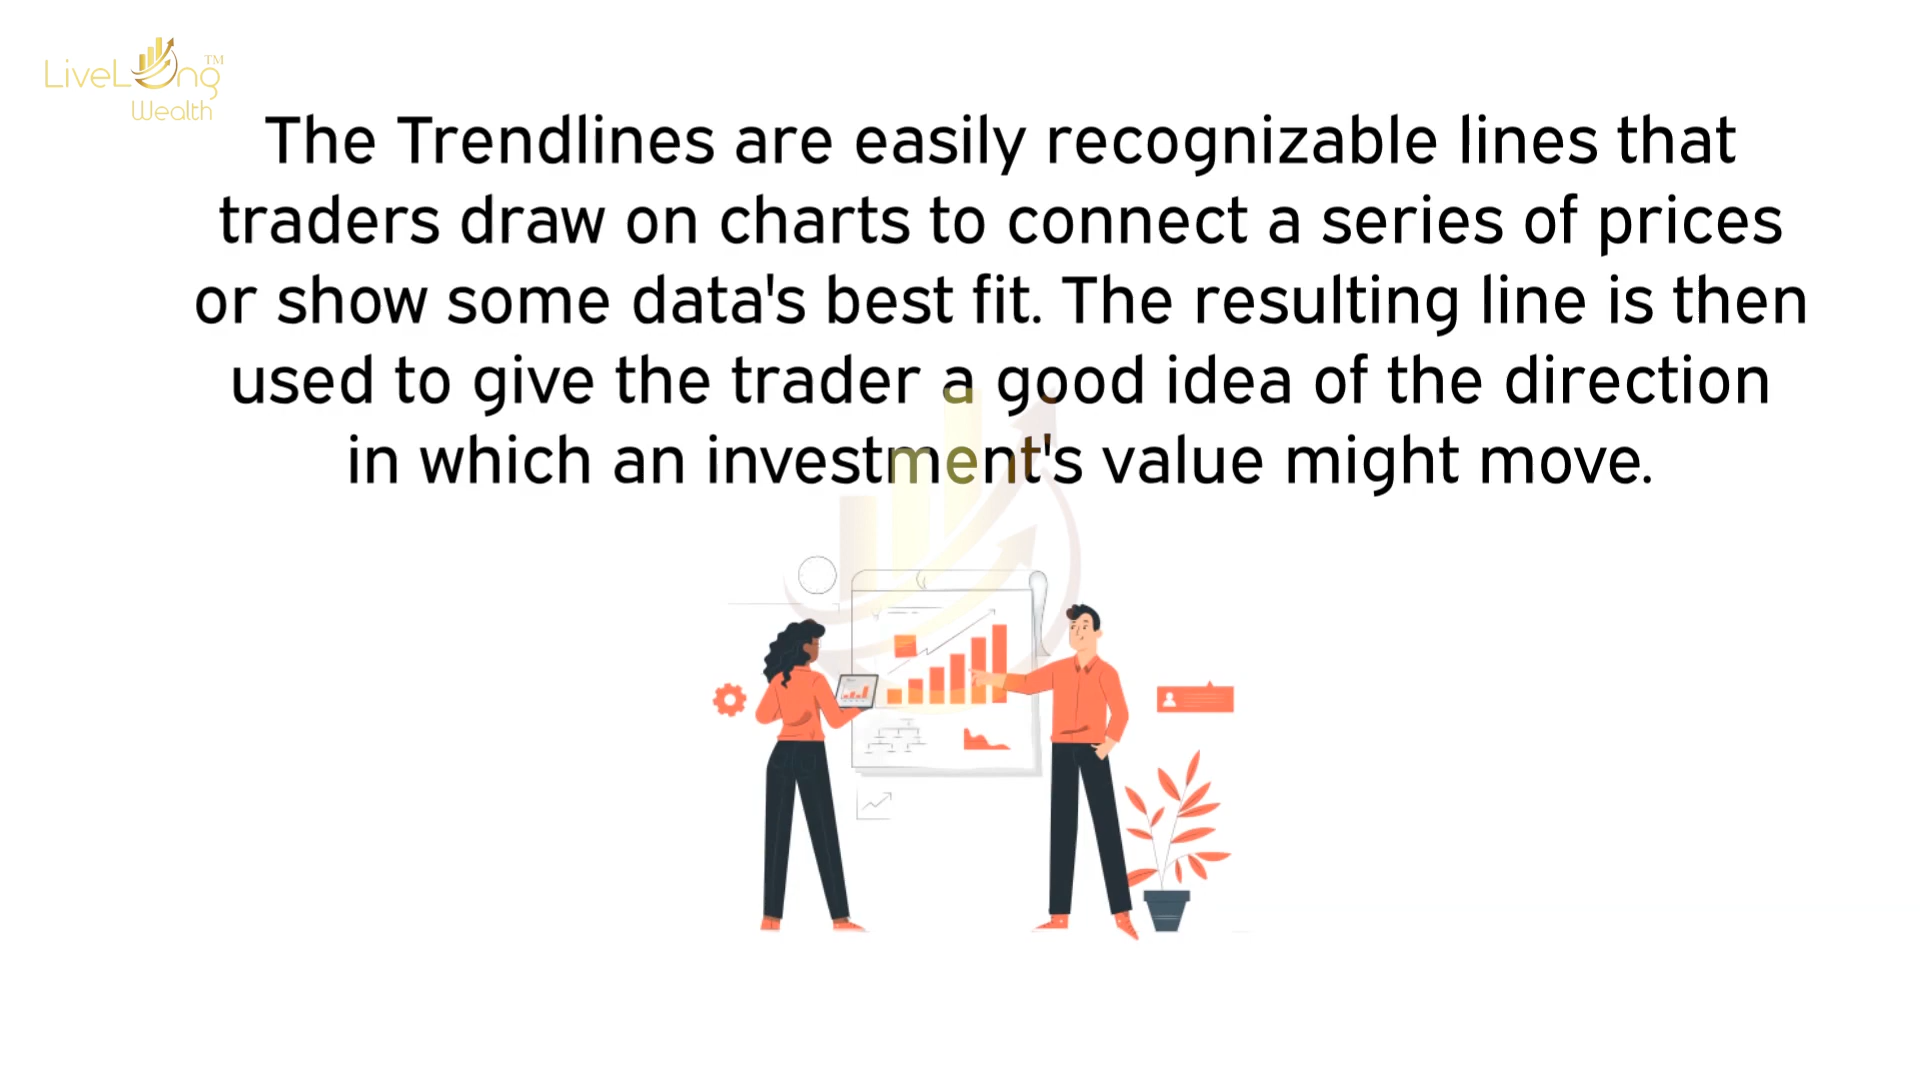 LiveLong TM
Wealth
The Trendlines are easily recognizable lines that
traders draw on charts to connect a series of prices
or show some data's best fit. The resulting line is then
used to give the trader a good idea of the direction
in which an investment's value might move.